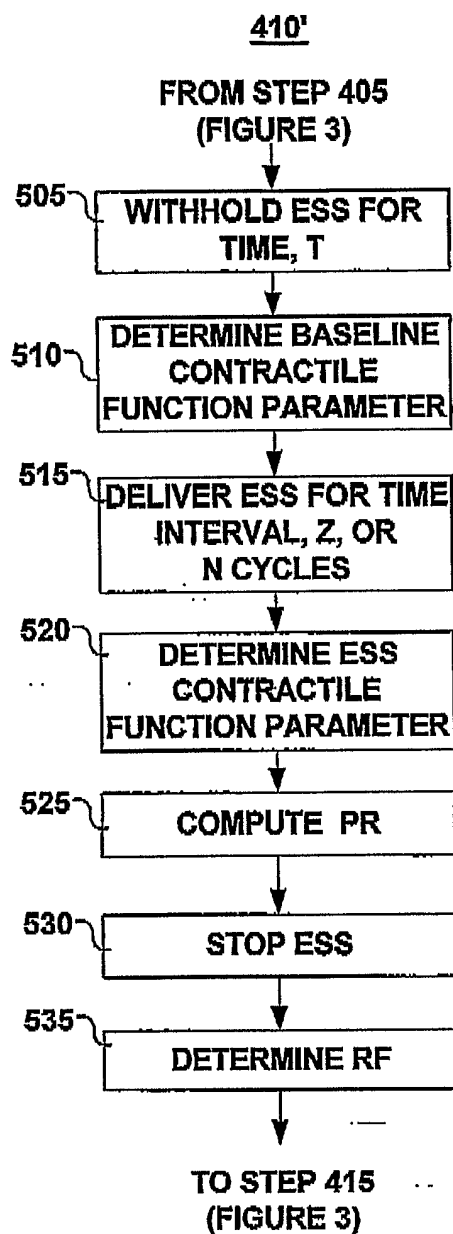 410'
FROM STEP 405
(FIGURE 3)
505
WITHHOLD ESS FOR
TIME, T
510
DETERMINE BASELINE
CONTRACTILE
FUNCTION PARAMETER
515
DELIVER ESS FOR TIME
INTERVAL, Z, OR
N CYCLES
520
DETERMINE ESS
CONTRACTILE
FUNCTION PARAMETER
525
COMPUTE PR
530
STOP ESS
535
DETERMINE RF
TO STEP 415
(FIGURE 3)